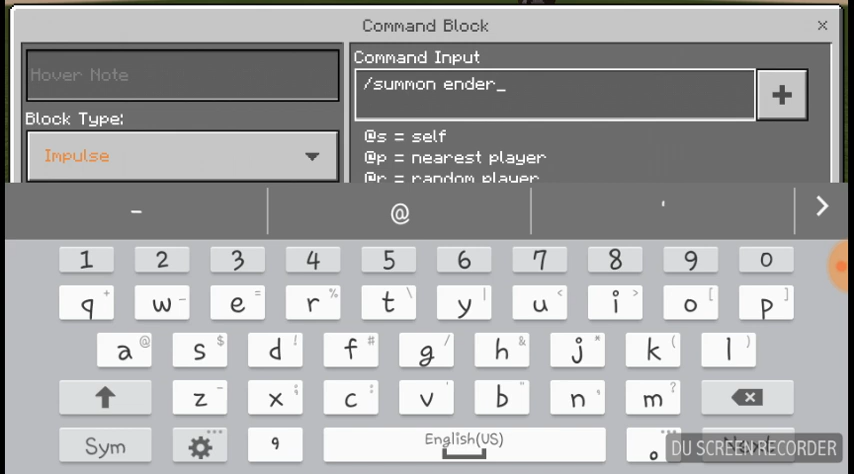 Command Block
×
Hover Note
Command Input
/summon ender_
+
Block Type:
Impulse
@s = self
@p = nearest player
@r = random player
- @ '
1 2 3 4 5 6 7 8 9 0
q + w - e = r % t \ y | u < i > o [ p ]
a @ s $ d ! f # g / h & j * k ( l )
z - x ; c : v ' b " n , m ?
Sym English(US)
DU SCREEN RECORDER